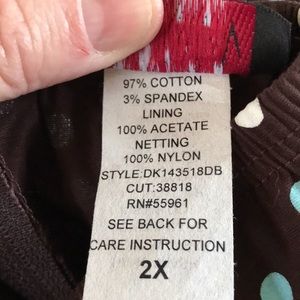 97% COTTON
3% SPANDEX
LINING
100% ACETATE
NETTING
100% NYLON
STYLE:DK143518DB
CUT:38818
RN#55961
SEE BACK FOR
CARE INSTRUCTION
2X